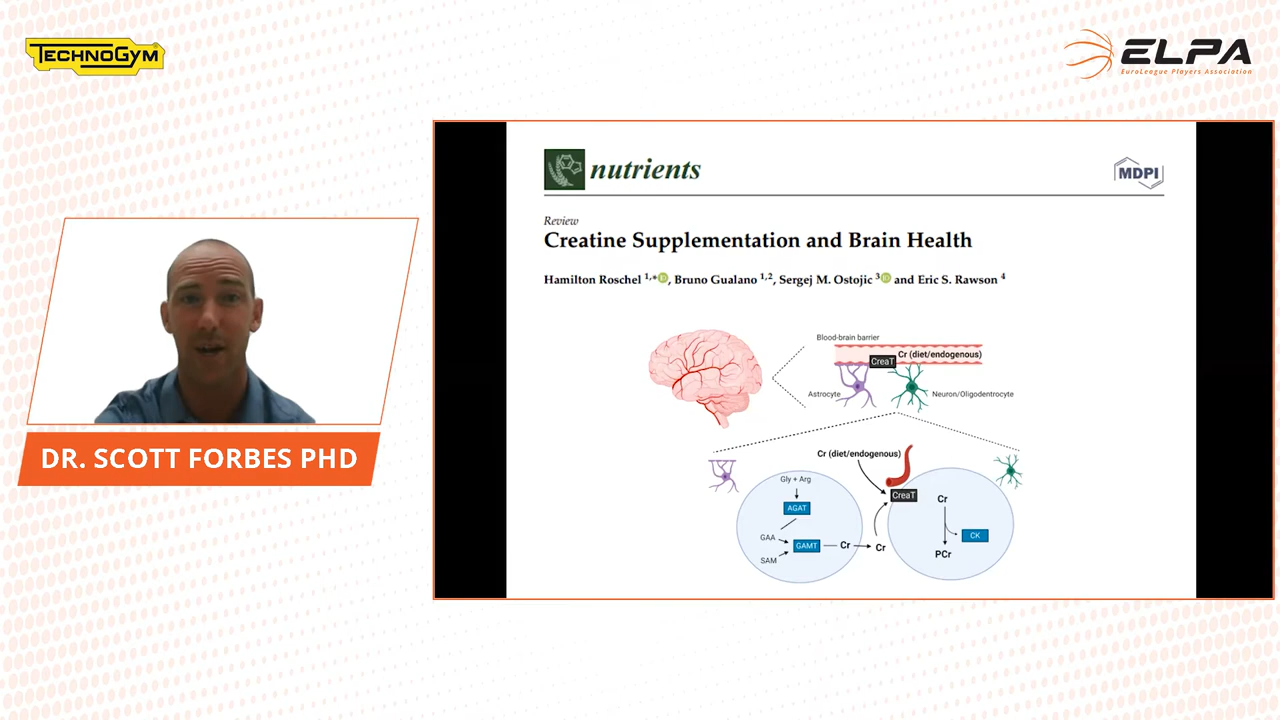 TECHNOGYM
ELPA
EuroLeague Players Association
nutrients
MDPI
Review
Creatine Supplementation and Brain Health
Hamilton Roschel 1,* iD, Bruno Gualano 1,2, Sergej M. Ostojic 3 iD and Eric S. Rawson 4
Blood-brain barrier
CreaT
Cr (diet/endogenous)
Astrocyte
Neuron/Oligodentrocyte
Cr (diet/endogenous)
Gly + Arg
AGAT
GAA
GAMT
SAM
Cr
Cr
CreaT
Cr
CK
PCr
DR. SCOTT FORBES PHD